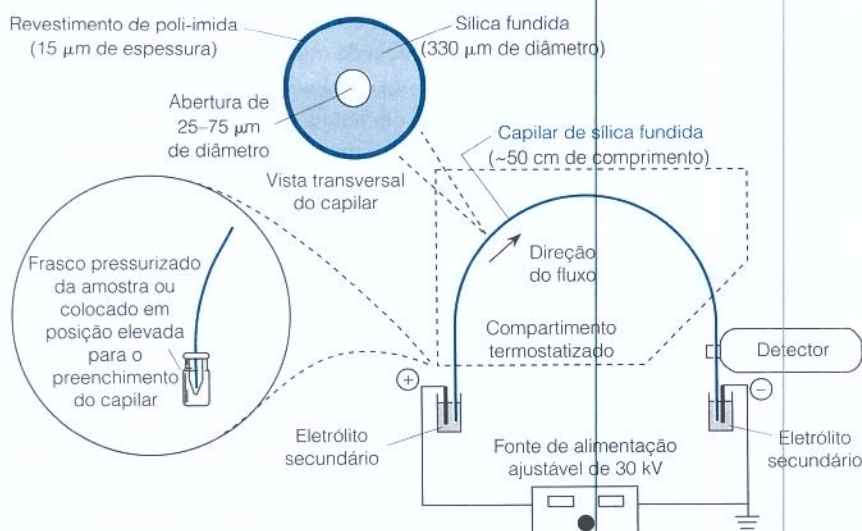 Revestimento de poli-imida
(15 μm de espessura)
Sílica fundida
(330 μm de diâmetro)
Abertura de
25–75 μm
de diâmetro
Vista transversal
do capilar
Capilar de sílica fundida
(~50 cm de comprimento)
Frasco pressurizado
da amostra ou
colocado em
posição elevada
para o
preenchimento
do capilar
Direção
do fluxo
Compartimento
termostatizado
Detector
+
−
Eletrólito
secundário
Fonte de alimentação
ajustável de 30 kV
Eletrólito
secundário